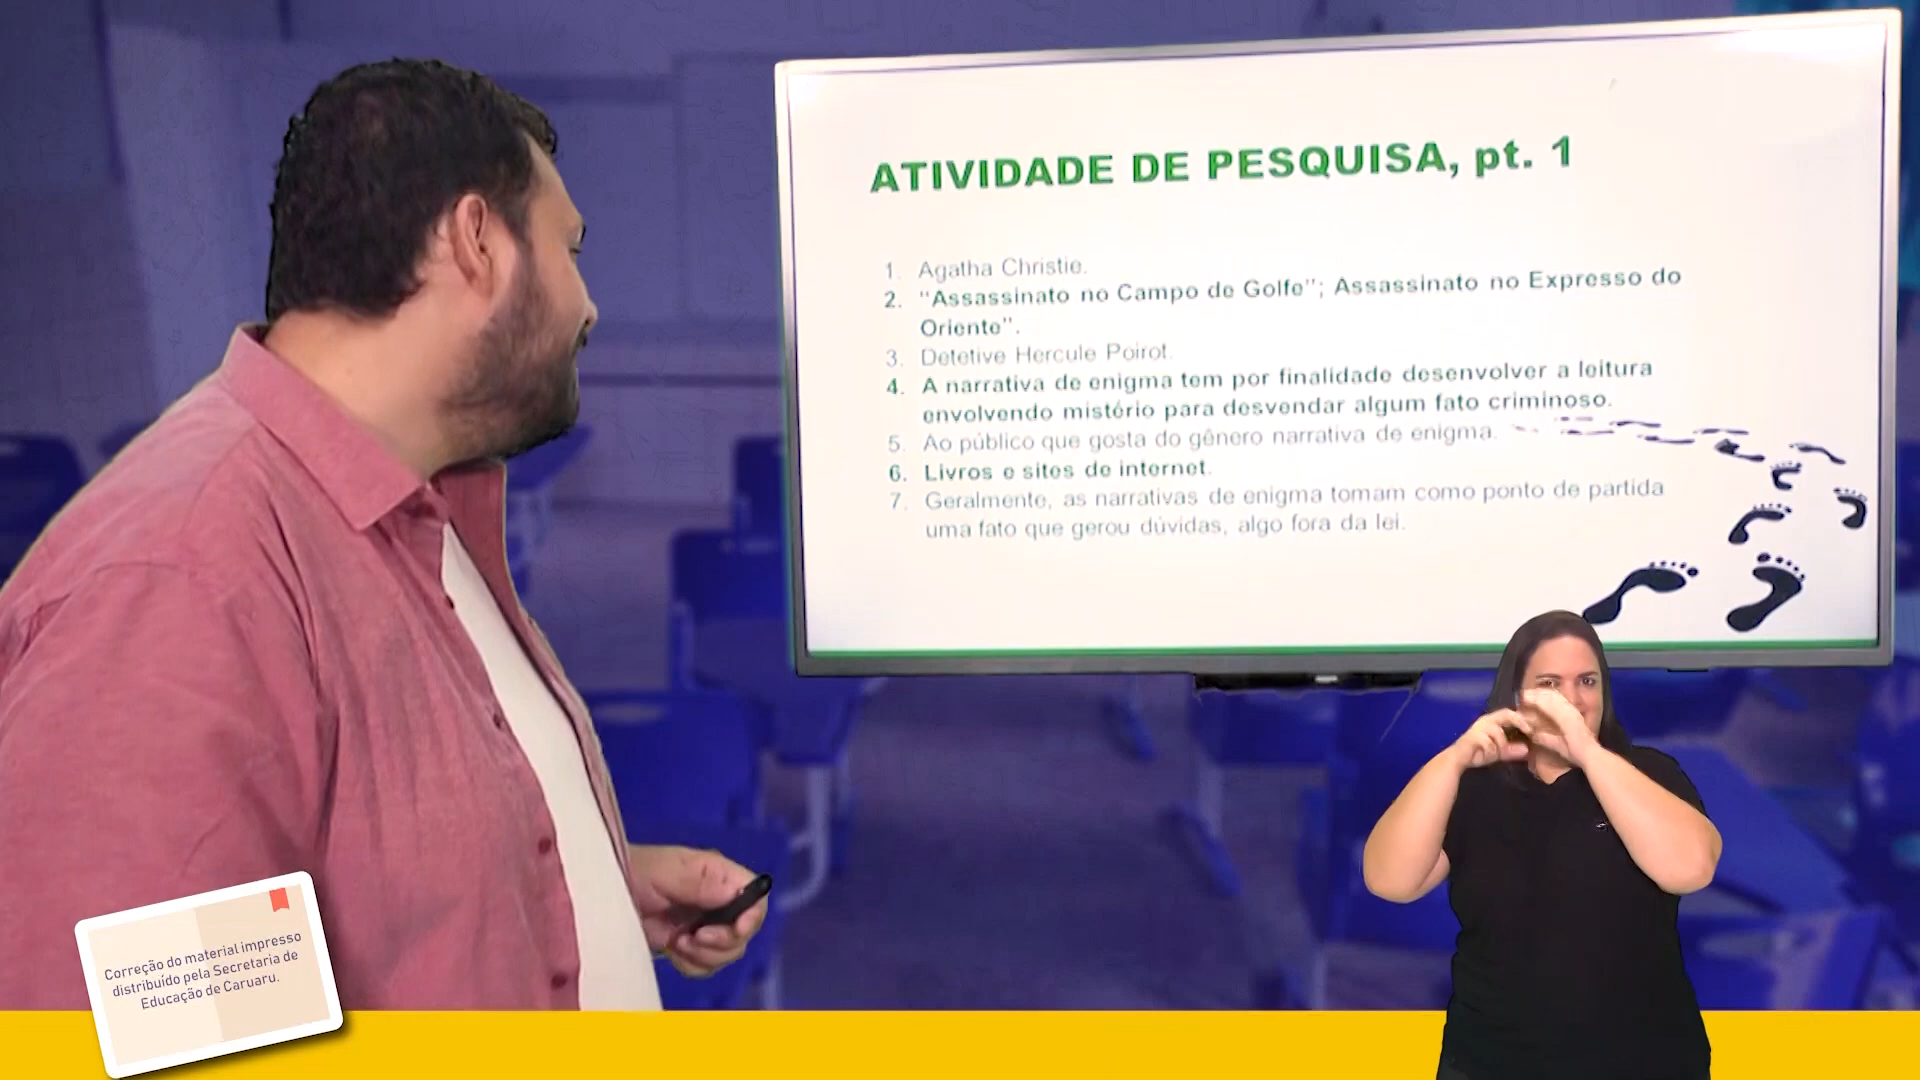 ATIVIDADE DE PESQUISA, pt. 1
1. Agatha Christie.
2. "Assassinato no Campo de Golfe"; Assassinato no Expresso do
Oriente".
3. Detetive Hercule Poirot.
4. A narrativa de enigma tem por finalidade desenvolver a leitura
envolvendo mistério para desvendar algum fato criminoso.
5. Ao público que gosta do gênero narrativa de enigma.
6. Livros e sites de internet.
7. Geralmente, as narrativas de enigma tomam como ponto de partida
uma fato que gerou dúvidas, algo fora da lei.
Correção do material impresso
distribuído pela Secretaria de
Educação de Caruaru.